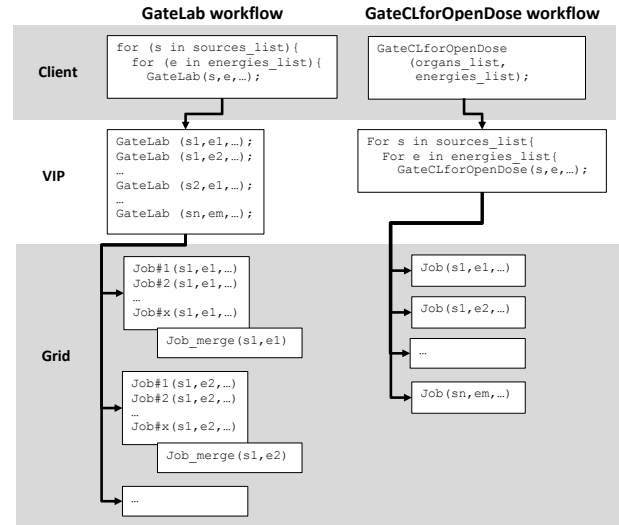 GateLab workflow
GateCLforOpenDose workflow
Client
for (s in sources_list){
for (e in energies_list){
GateLab(s,e,…);
GateCLforOpenDose
(organs_list,
energies_list);
VIP
GateLab (s1,e1,…);
GateLab (s1,e2,…);
…
GateLab (s2,e1,…);
…
GateLab (sn,em,…);
For s in sources_list{
For e in energies_list{
GateCLforOpenDose(s,e,…);
Grid
Job#1(s1,e1,…)
Job#2(s1,e1,…)
…
Job#x(s1,e1,…)
Job_merge(s1,e1)
Job#1(s1,e2,…)
Job#2(s1,e2,…)
…
Job#x(s1,e2,…)
Job_merge(s1,e2)
…
Job(s1,e1,…)
Job(s1,e2,…)
…
Job(sn,em,…)